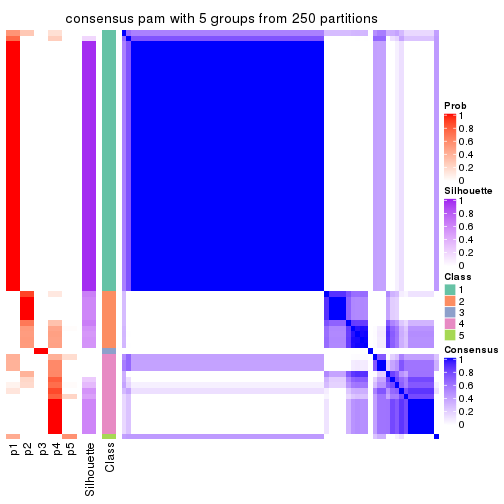 consensus pam with 5 groups from 250 partitions
Prob
1
0.8
0.6
0.4
0.2
0
Silhouette
1
0.8
0.6
0.4
0.2
0
Class
1
2
3
4
5
Consensus
1
0.8
0.6
0.4
0.2
0
p1
p2
p3
p4
p5
Silhouette
Class